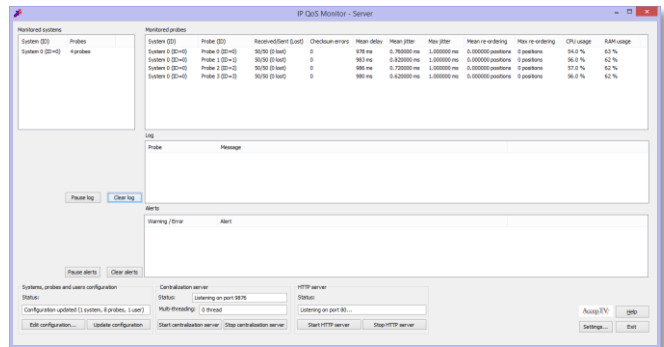 IP QoS Monitor - Server
Monitored systems
System (ID) Probes
System 0 (ID=0) 4 probes
Monitored probes
System (ID) Probe (ID) Received/Sent (Lost) Checksum errors Mean delay Mean jitter Max jitter Mean re-ordering Max re-ordering CPU usage RAM usage
System 0 (ID=0) Probe 0 (ID=0) 50/50 (0 lost) 0 978 ms 0.760000 ms 1.000000 ms 0.000000 positions 0 positions 54.0 % 63 %
System 0 (ID=0) Probe 1 (ID=1) 50/50 (0 lost) 0 983 ms 0.820000 ms 1.000000 ms 0.000000 positions 0 positions 56.0 % 62 %
System 0 (ID=0) Probe 2 (ID=2) 50/50 (0 lost) 0 986 ms 0.720000 ms 1.000000 ms 0.000000 positions 0 positions 57.0 % 62 %
System 0 (ID=0) Probe 3 (ID=3) 50/50 (0 lost) 0 980 ms 0.620000 ms 1.000000 ms 0.000000 positions 0 positions 56.0 % 62 %
Log
Probe Message
Pause log Clear log
Alerts
Warning / Error Alert
Pause alerts Clear alerts
Systems, probes and users configuration
Status:
Configuration updated (1 system, 8 probes, 1 user)
Edit configuration... Update configuration
Centralization server
Status: Listening on port 9876
Multi-threading: 0 thread
Start centralization server Stop centralization server
HTTP server
Status:
Listening on port 80...
Start HTTP server Stop HTTP server
Help
Settings... Exit